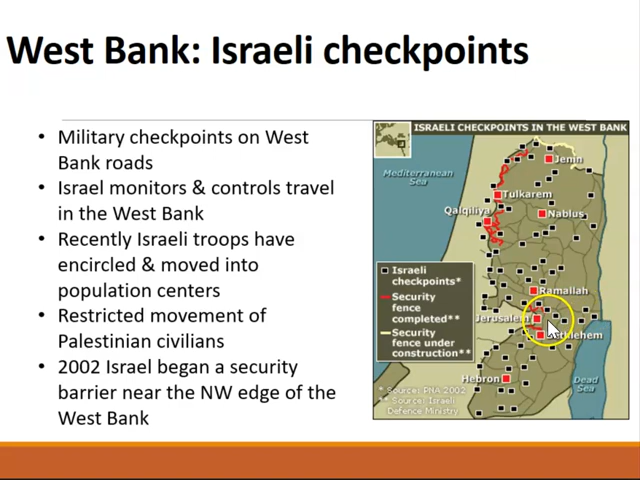 West Bank: Israeli checkpoints
• Military checkpoints on West
Bank roads
• Israel monitors & controls travel
in the West Bank
• Recently Israeli troops have
encircled & moved into
population centers
• Restricted movement of
Palestinian civilians
• 2002 Israel began a security
barrier near the NW edge of the
West Bank
ISRAELI CHECKPOINTS IN THE WEST BANK
Mediterranean
Sea
Jenin
Tulkarem
Qalqiliya
Nablus
Israeli
checkpoints*
Security
fence
completed**
Security
fence under
construction**
Ramallah
Jerusalem
Bethlehem
Hebron
Dead
Sea
* Source: PNA 2002
** Source: Israeli
Defence Ministry